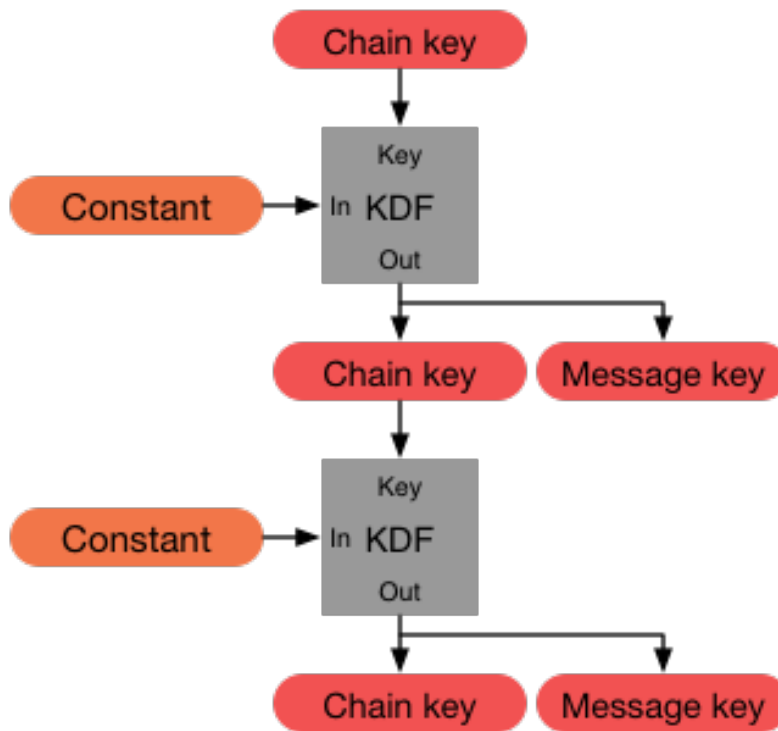 Chain key
Key
Constant
In KDF
Out
Chain key
Message key
Key
Constant
In KDF
Out
Chain key
Message key